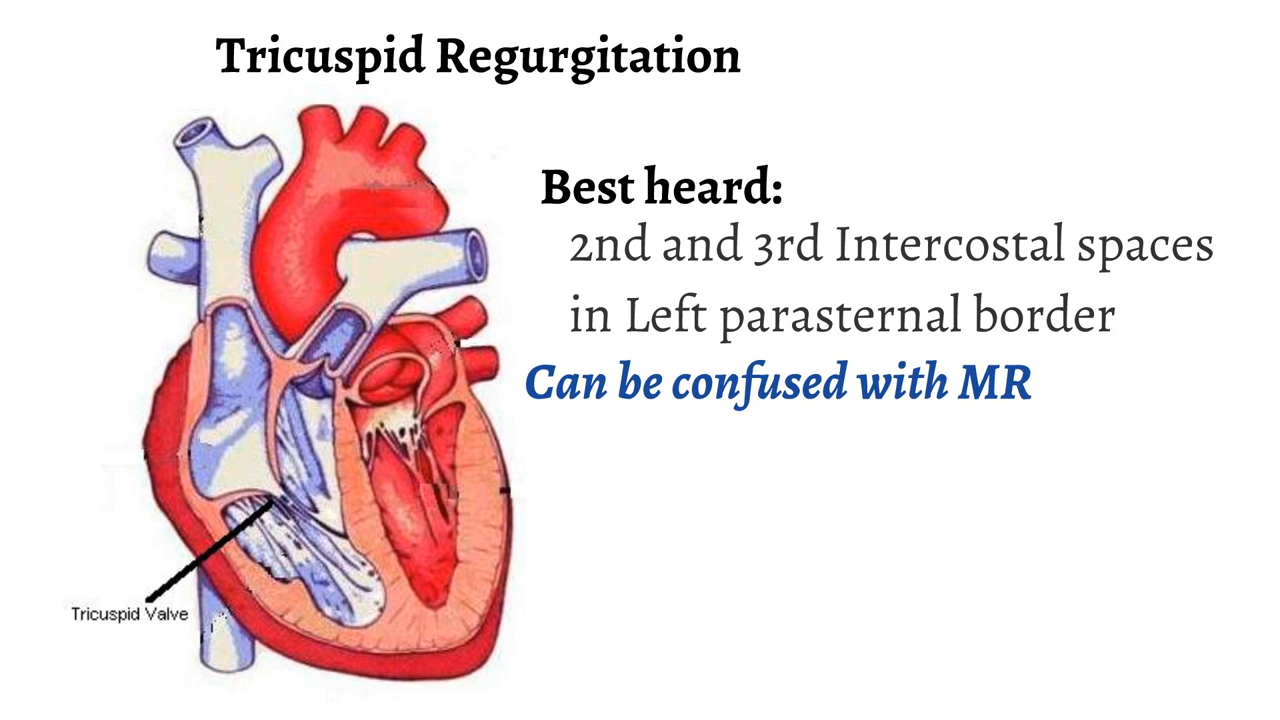 Tricuspid Regurgitation
Best heard:
2nd and 3rd Intercostal spaces
in Left parasternal border
Can be confused with MR
Tricuspid Valve